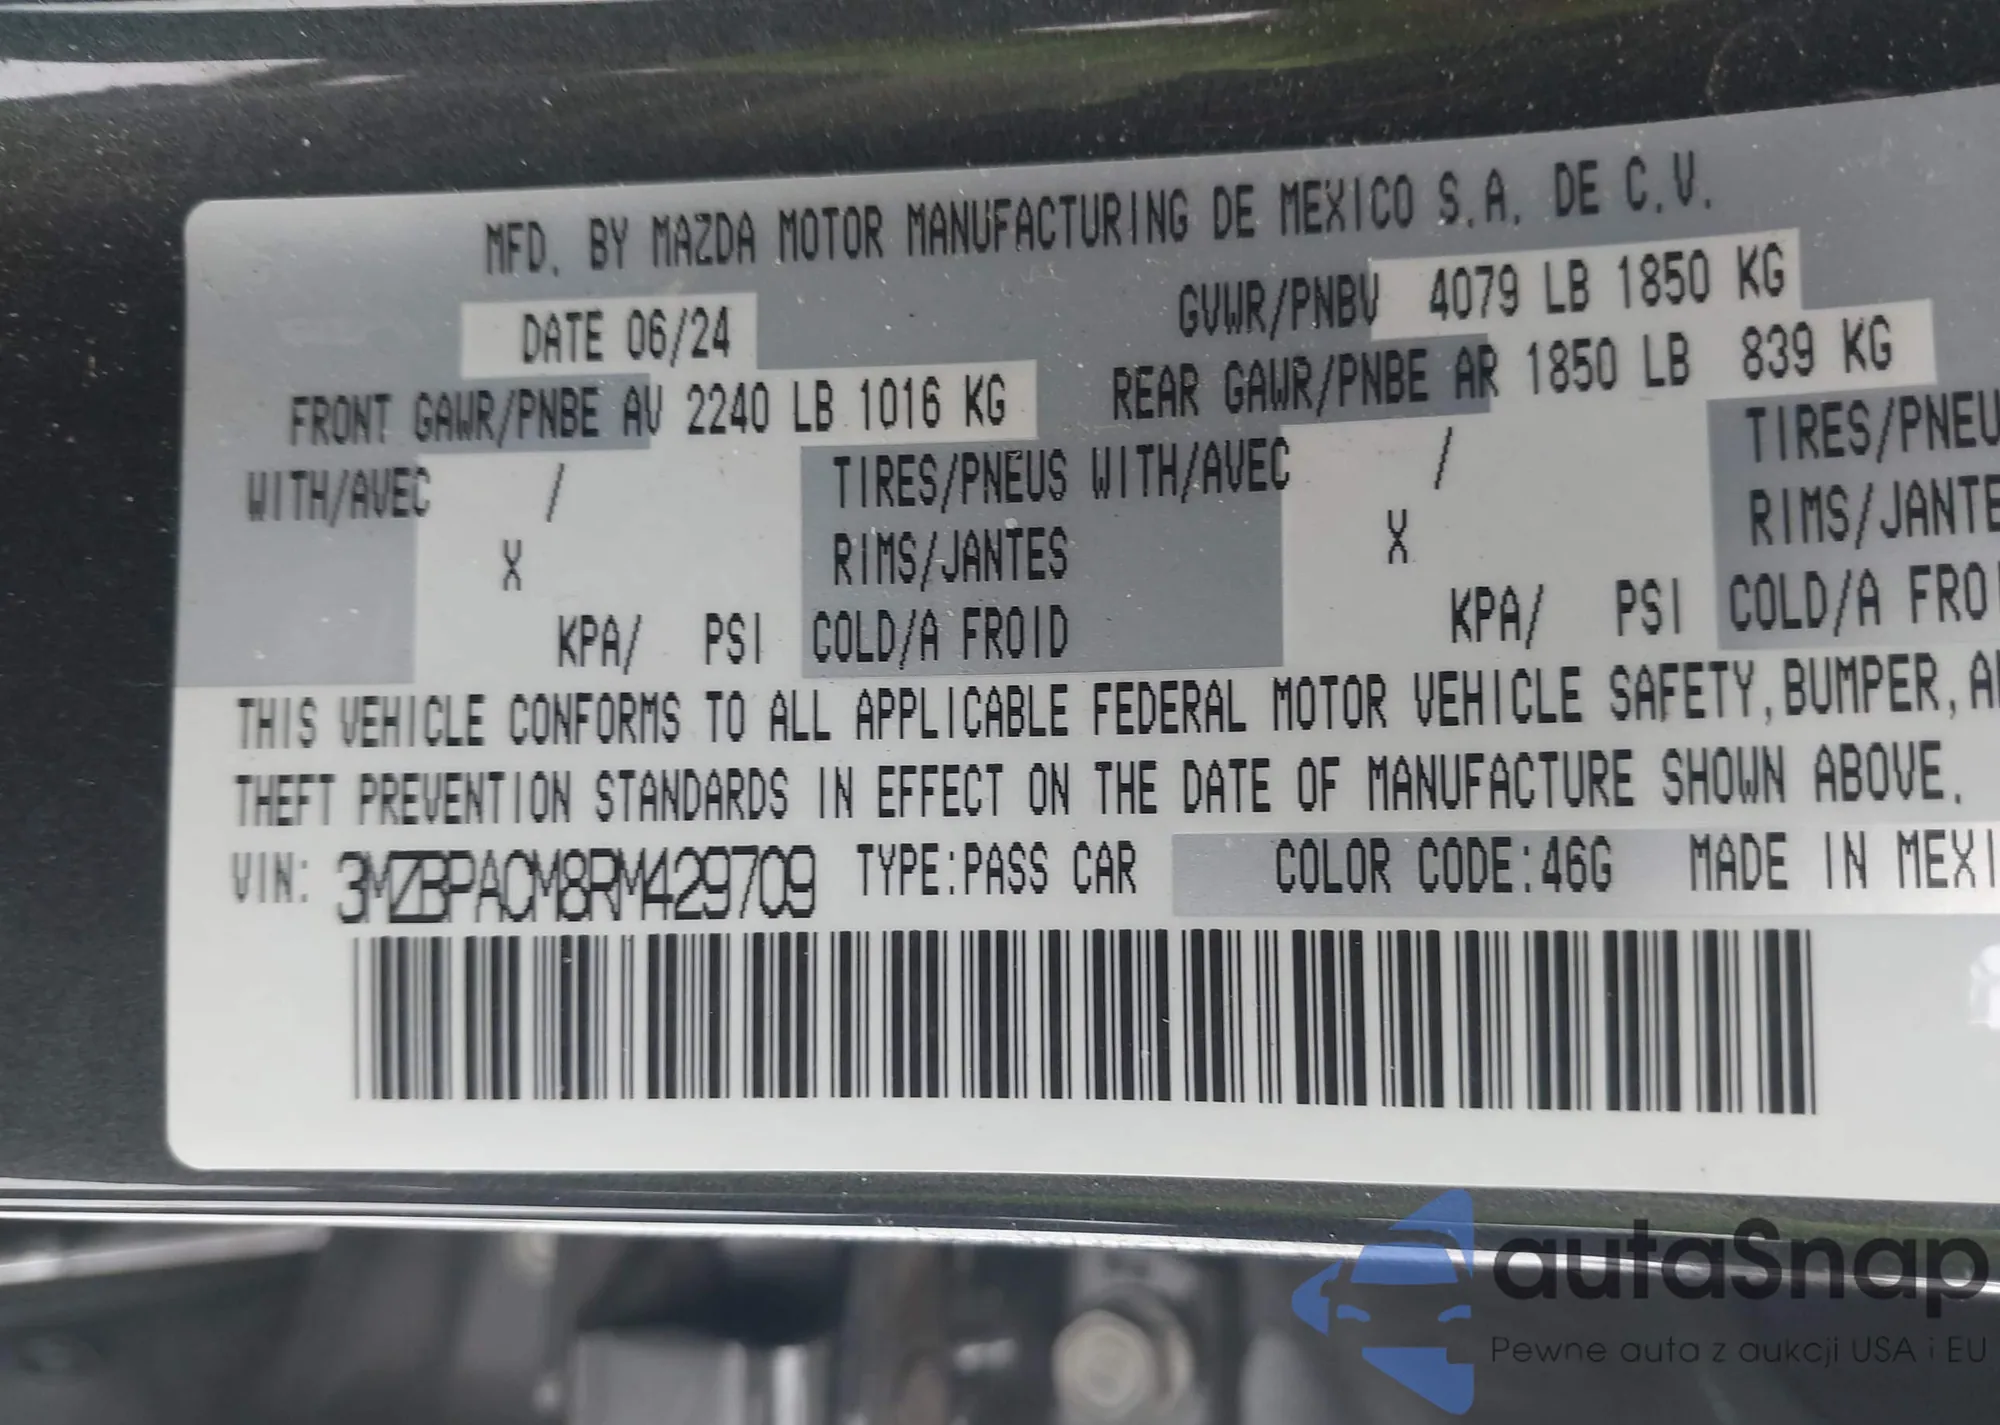 MFD. BY MAZDA MOTOR MANUFACTURING DE MEXICO S.A. DE C.V.
DATE 06/24 GVWR/PNBV 4079 LB 1850 KG
FRONT GAWR/PNBE AV 2240 LB 1016 KG REAR GAWR/PNBE AR 1850 LB 839 KG
WITH/AVEC / TIRES/PNEUS WITH/AVEC / TIRES/PNEU
X RIMS/JANTES X RIMS/JANTE
KPA/ PSI COLD/A FROID KPA/ PSI COLD/A FROI
THIS VEHICLE CONFORMS TO ALL APPLICABLE FEDERAL MOTOR VEHICLE SAFETY, BUMPER, AN
THEFT PREVENTION STANDARDS IN EFFECT ON THE DATE OF MANUFACTURE SHOWN ABOVE.
VIN: 3MZBPACM8RM429709 TYPE:PASS CAR COLOR CODE:46G MADE IN MEXI
autaSnap
Pewne auta z aukcji USA i EU